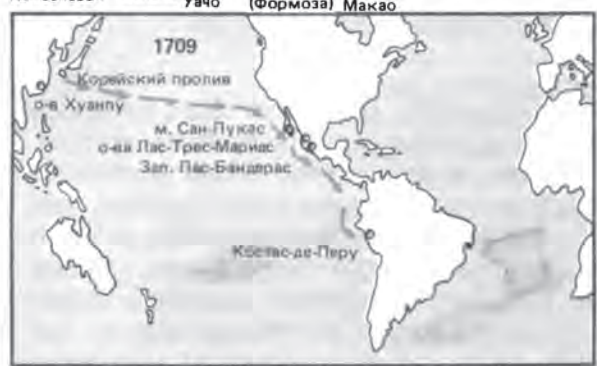 Уачо (Формоза) Макао
1709
Корейский пролив
о-в Хуанпу
м. Сан-Лукас
о-ва Лас-Трес-Мариас
Зап. Пас-Бандерас
Костас-де-Перу